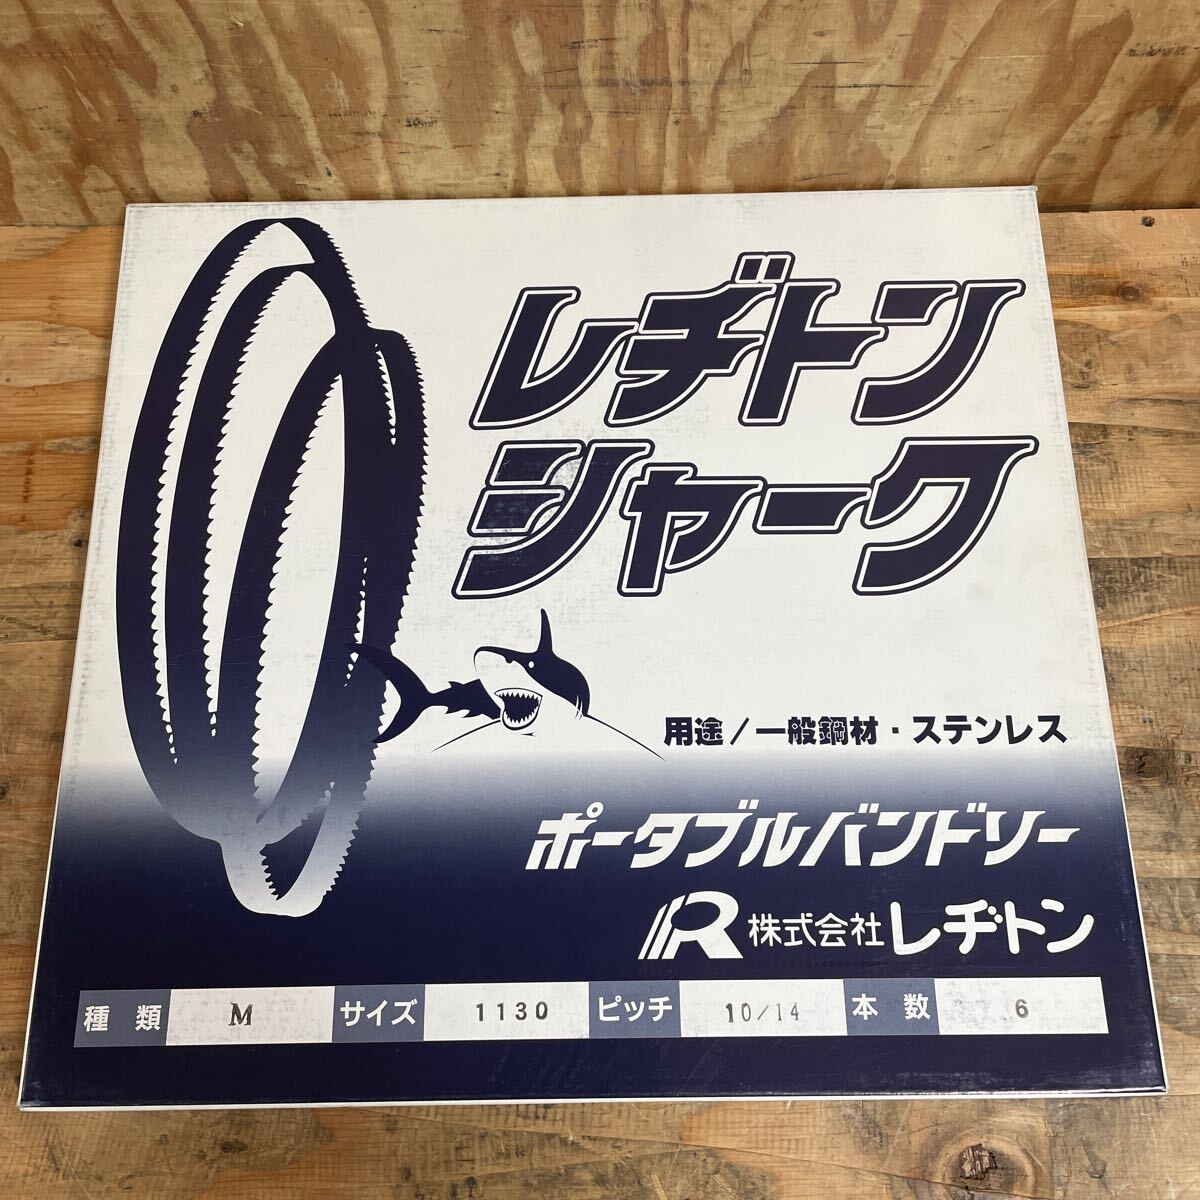 レヂトン
シャーク
用途/一般鋼材・ステンレス
ポータブルバンドソー
R 株式会社レヂトン
種類 M サイズ 1130 ピッチ 10/14 本数 6